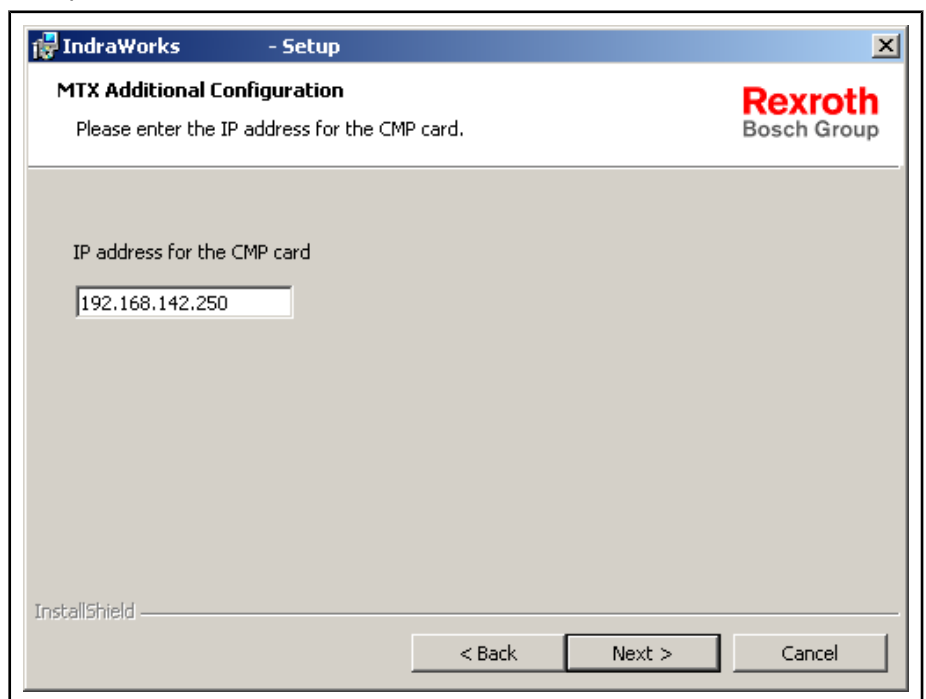 IndraWorks - Setup
MTX Additional Configuration
Please enter the IP address for the CMP card.
Rexroth
Bosch Group
IP address for the CMP card
192.168.142.250
InstallShield
< Back Next > Cancel